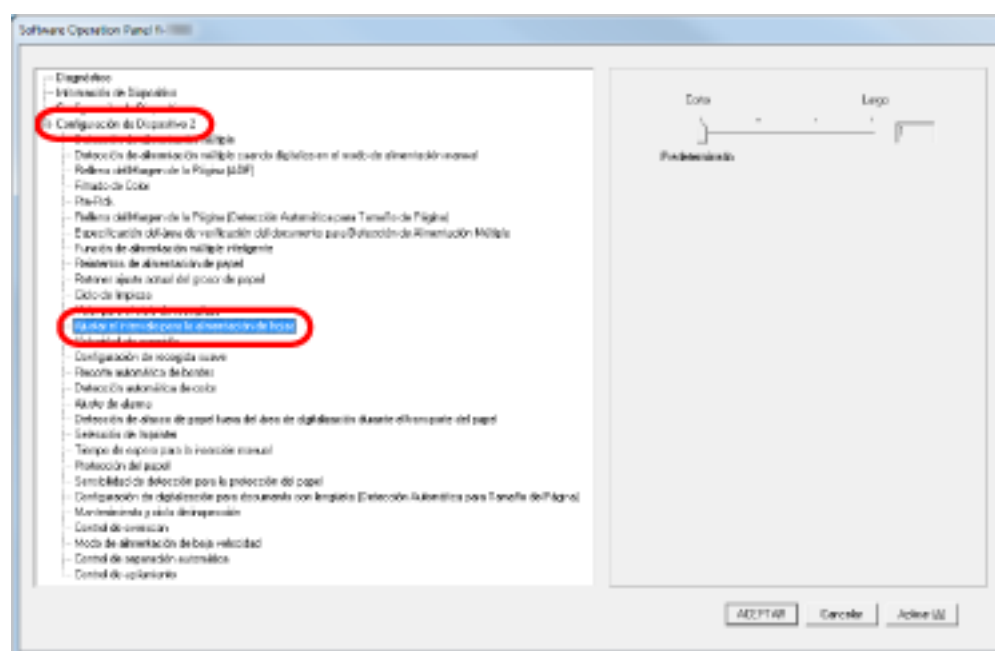 Software Operation Panel fi-
Diagnóstico
Información de Dispositivo
Configuración de Dispositivo 2
Detección de alimentación múltiple cuando digitaliza en el modo de alimentación manual
Relleno del Margen de la Página (ADF)
Filtrado de Color
Pre-Pick
Relleno del Margen de la Página (Detección Automática para Tamaño de Página)
Especificación del área de verificación del documento para Detección de Alimentación Múltiple
Función de alimentación múltiple inteligente
Reintentos de alimentación de papel
Retener ajuste actual del grosor de papel
Ciclo de limpieza
Ajustar el intervalo para la alimentación de hojas
Configuración de recogida suave
Recorte automático de bordes
Detección automática de color
Ajuste de alarma
Detección de atasco de papel fuera del área de digitalización durante el transporte del papel
Selección de
Tiempo de espera para la inserción manual
Protección del papel
Sensibilidad de detección para la protección del papel
Configuración de digitalización para documento con lengüeta (Detección Automática para Tamaño de Página)
Mantenimiento y ciclo de inspección
Control de overscan
Modo de alimentación de baja velocidad
Control de separación automática
Control de apilamiento
Corto Largo
Predeterminado
ACEPTAR Cancelar Aplicar (A)